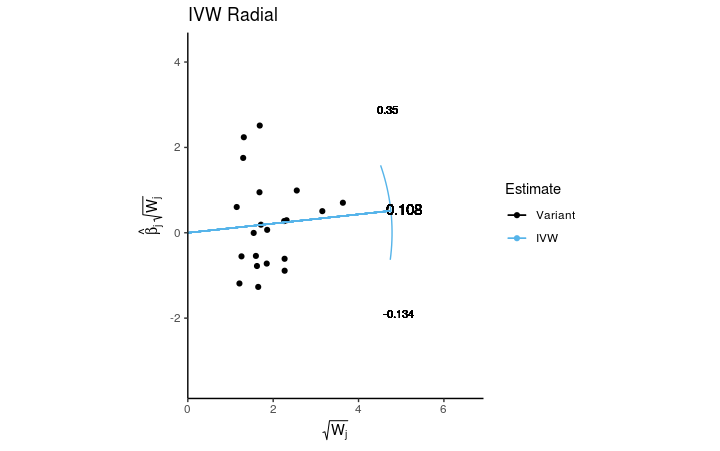 IVW Radial
4
2
0
-2
β̂ⱼ√Wⱼ
0.35
0.108
-0.134
0
2
4
6
√Wⱼ
Estimate
Variant
IVW